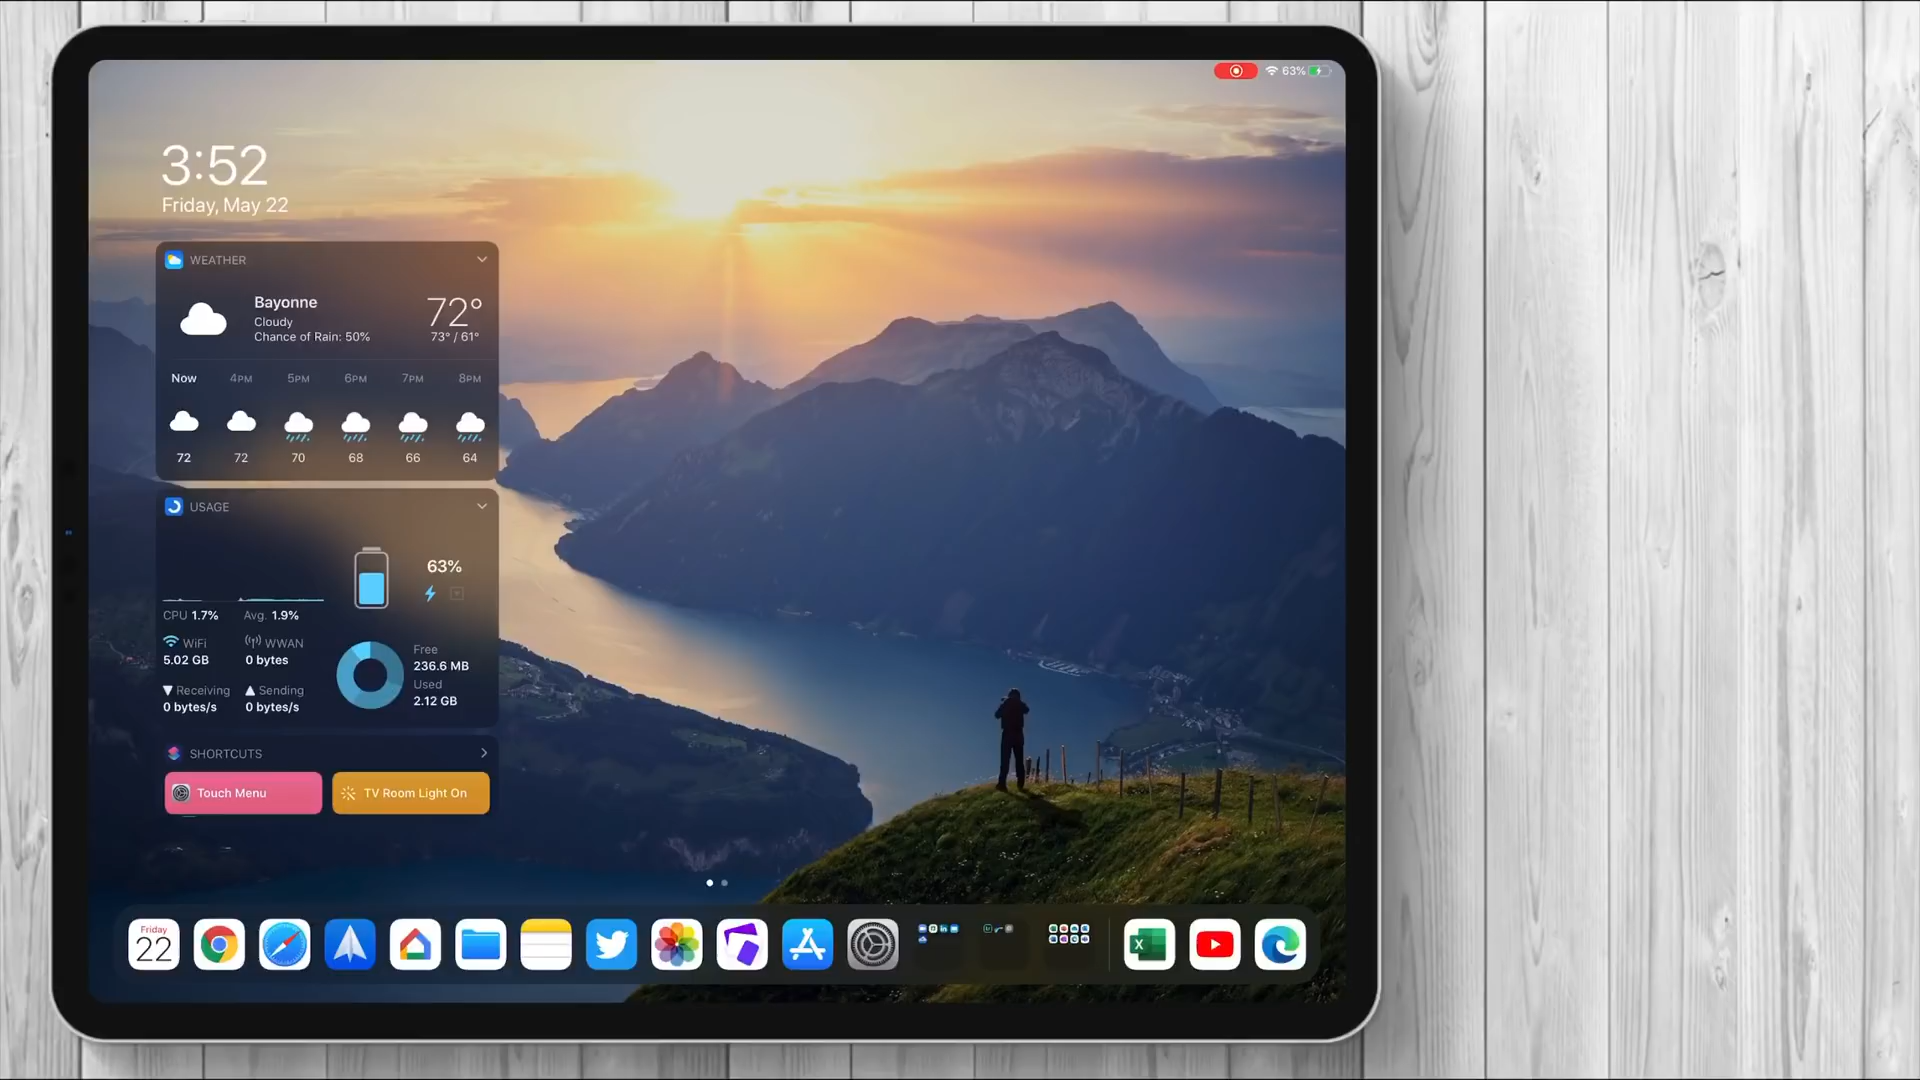 63%
3:52
Friday, May 22
WEATHER
Bayonne
Cloudy
Chance of Rain: 50%
72°
73° / 61°
Now 4PM 5PM 6PM 7PM 8PM
72 72 70 68 66 64
USAGE
63%
CPU 1.7% Avg. 1.9%
WiFi WWAN
5.02 GB 0 bytes
Receiving Sending
0 bytes/s 0 bytes/s
Free
236.6 MB
Used
2.12 GB
SHORTCUTS
Touch Menu TV Room Light On
Friday
22
X